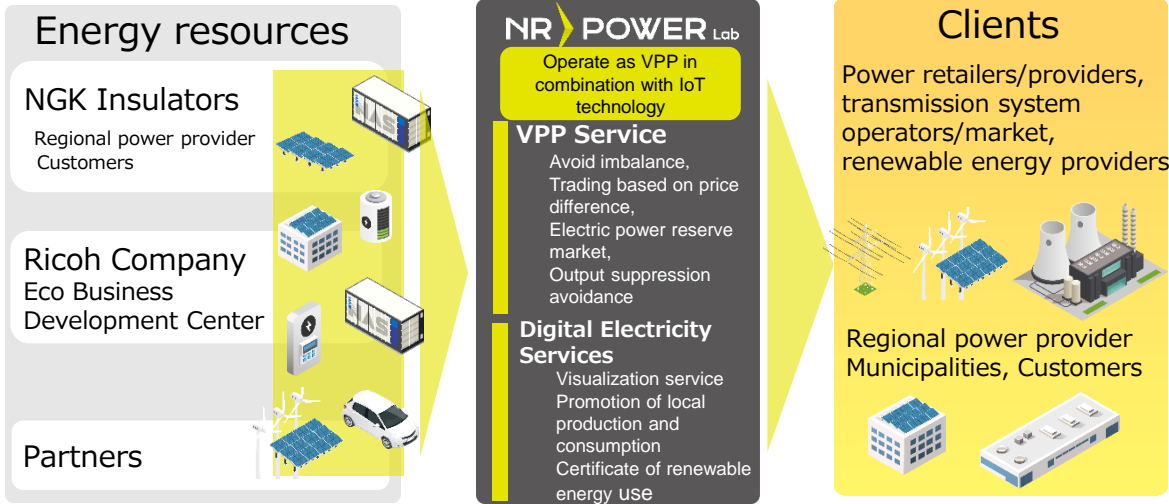 Energy resources
NGK Insulators
Regional power provider
Customers
Ricoh Company
Eco Business
Development Center
Partners
NAS
NAS
NR POWER Lab
Operate as VPP in
combination with IoT
technology
VPP Service
Avoid imbalance,
Trading based on price
difference,
Electric power reserve
market,
Output suppression
avoidance
Digital Electricity
Services
Visualization service
Promotion of local
production and
consumption
Certificate of renewable
energy use
Clients
Power retailers/providers,
transmission system
operators/market,
renewable energy providers
Regional power provider
Municipalities, Customers